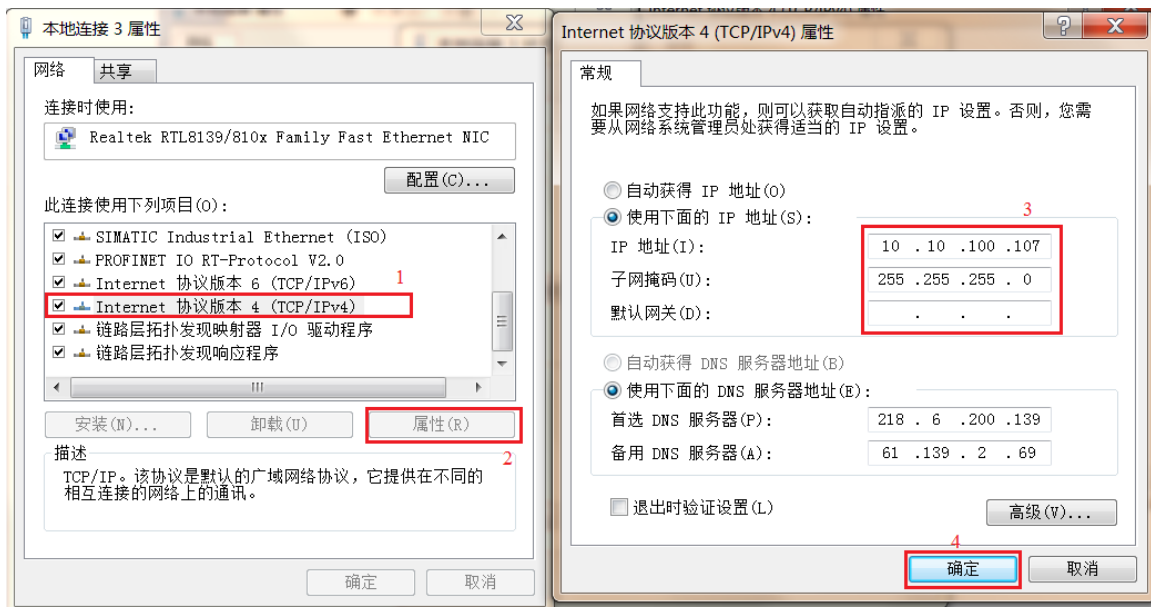 本地连接 3 属性
网络
共享
连接时使用:
Realtek RTL8139/810x Family Fast Ethernet NIC
配置(C)...
此连接使用下列项目(O):
SIMATIC Industrial Ethernet (ISO)
PROFINET IO RT-Protocol V2.0
Internet 协议版本 6 (TCP/IPv6)
1
Internet 协议版本 4 (TCP/IPv4)
链路层拓扑发现映射器 I/O 驱动程序
链路层拓扑发现响应程序
安装(N)...
卸载(U)
属性(R)
2
描述
TCP/IP。该协议是默认的广域网络协议，它提供在不同的
相互连接的网络上的通讯。
确定
取消
Internet 协议版本 4 (TCP/IPv4) 属性
常规
如果网络支持此功能，则可以获取自动指派的 IP 设置。否则，您需
要从网络系统管理员处获得适当的 IP 设置。
自动获得 IP 地址(O)
使用下面的 IP 地址(S):
3
IP 地址(I):
10 . 10 .100 .107
子网掩码(U):
255 .255 .255 . 0
默认网关(D):
. . .
自动获得 DNS 服务器地址(B)
使用下面的 DNS 服务器地址(E):
首选 DNS 服务器(P):
218 . 6 .200 .139
备用 DNS 服务器(A):
61 .139 . 2 . 69
退出时验证设置(L)
高级(V)...
4
确定
取消